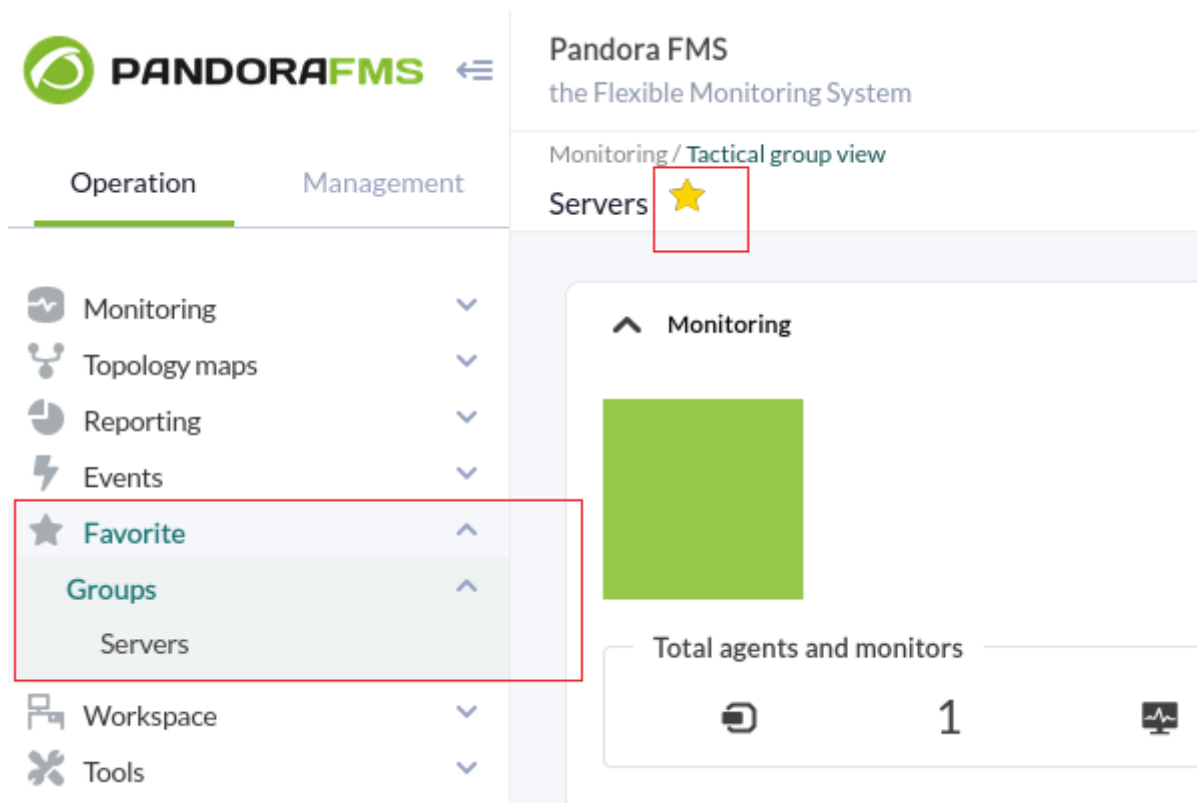 PANDORAFMS
Operation
Management
Monitoring
Topology maps
Reporting
Events
Favorite
Groups
Servers
Workspace
Tools
Pandora FMS
the Flexible Monitoring System
Monitoring / Tactical group view
Servers
Monitoring
Total agents and monitors
1